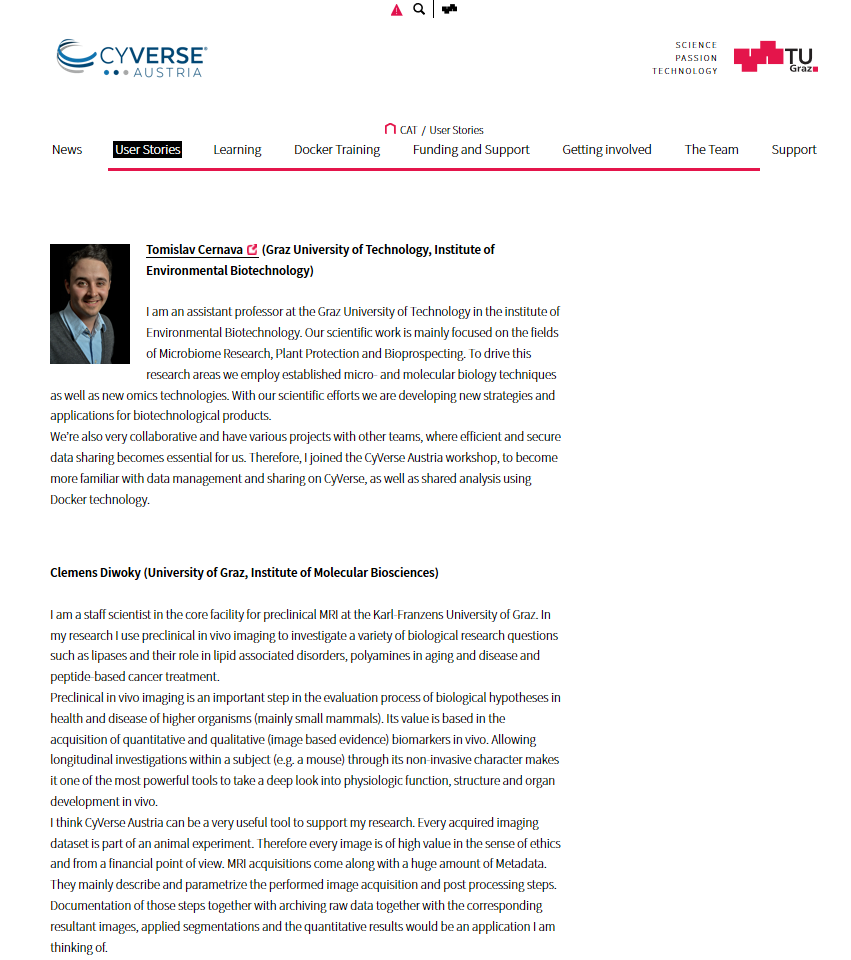 CYVERSE®
AUSTRIA
SCIENCE
PASSION
TECHNOLOGY
TU
Graz
CAT / User Stories
News User Stories Learning Docker Training Funding and Support Getting involved The Team Support
Tomislav Cernava (Graz University of Technology, Institute of
Environmental Biotechnology)
I am an assistant professor at the Graz University of Technology in the institute of
Environmental Biotechnology. Our scientific work is mainly focused on the fields
of Microbiome Research, Plant Protection and Bioprospecting. To drive this
research areas we employ established micro- and molecular biology techniques
as well as new omics technologies. With our scientific efforts we are developing new strategies and
applications for biotechnological products.
We're also very collaborative and have various projects with other teams, where efficient and secure
data sharing becomes essential for us. Therefore, I joined the CyVerse Austria workshop, to become
more familiar with data management and sharing on CyVerse, as well as shared analysis using
Docker technology.
Clemens Diwoky (University of Graz, Institute of Molecular Biosciences)
I am a staff scientist in the core facility for preclinical MRI at the Karl-Franzens University of Graz. In
my research I use preclinical in vivo imaging to investigate a variety of biological research questions
such as lipases and their role in lipid associated disorders, polyamines in aging and disease and
peptide-based cancer treatment.
Preclinical in vivo imaging is an important step in the evaluation process of biological hypotheses in
health and disease of higher organisms (mainly small mammals). Its value is based in the
acquisition of quantitative and qualitative (image based evidence) biomarkers in vivo. Allowing
longitudinal investigations within a subject (e.g. a mouse) through its non-invasive character makes
it one of the most powerful tools to take a deep look into physiologic function, structure and organ
development in vivo.
I think CyVerse Austria can be a very useful tool to support my research. Every acquired imaging
dataset is part of an animal experiment. Therefore every image is of high value in the sense of ethics
and from a financial point of view. MRI acquisitions come along with a huge amount of Metadata.
They mainly describe and parametrize the performed image acquisition and post processing steps.
Documentation of those steps together with archiving raw data together with the corresponding
resultant images, applied segmentations and the quantitative results would be an application I am
thinking of.